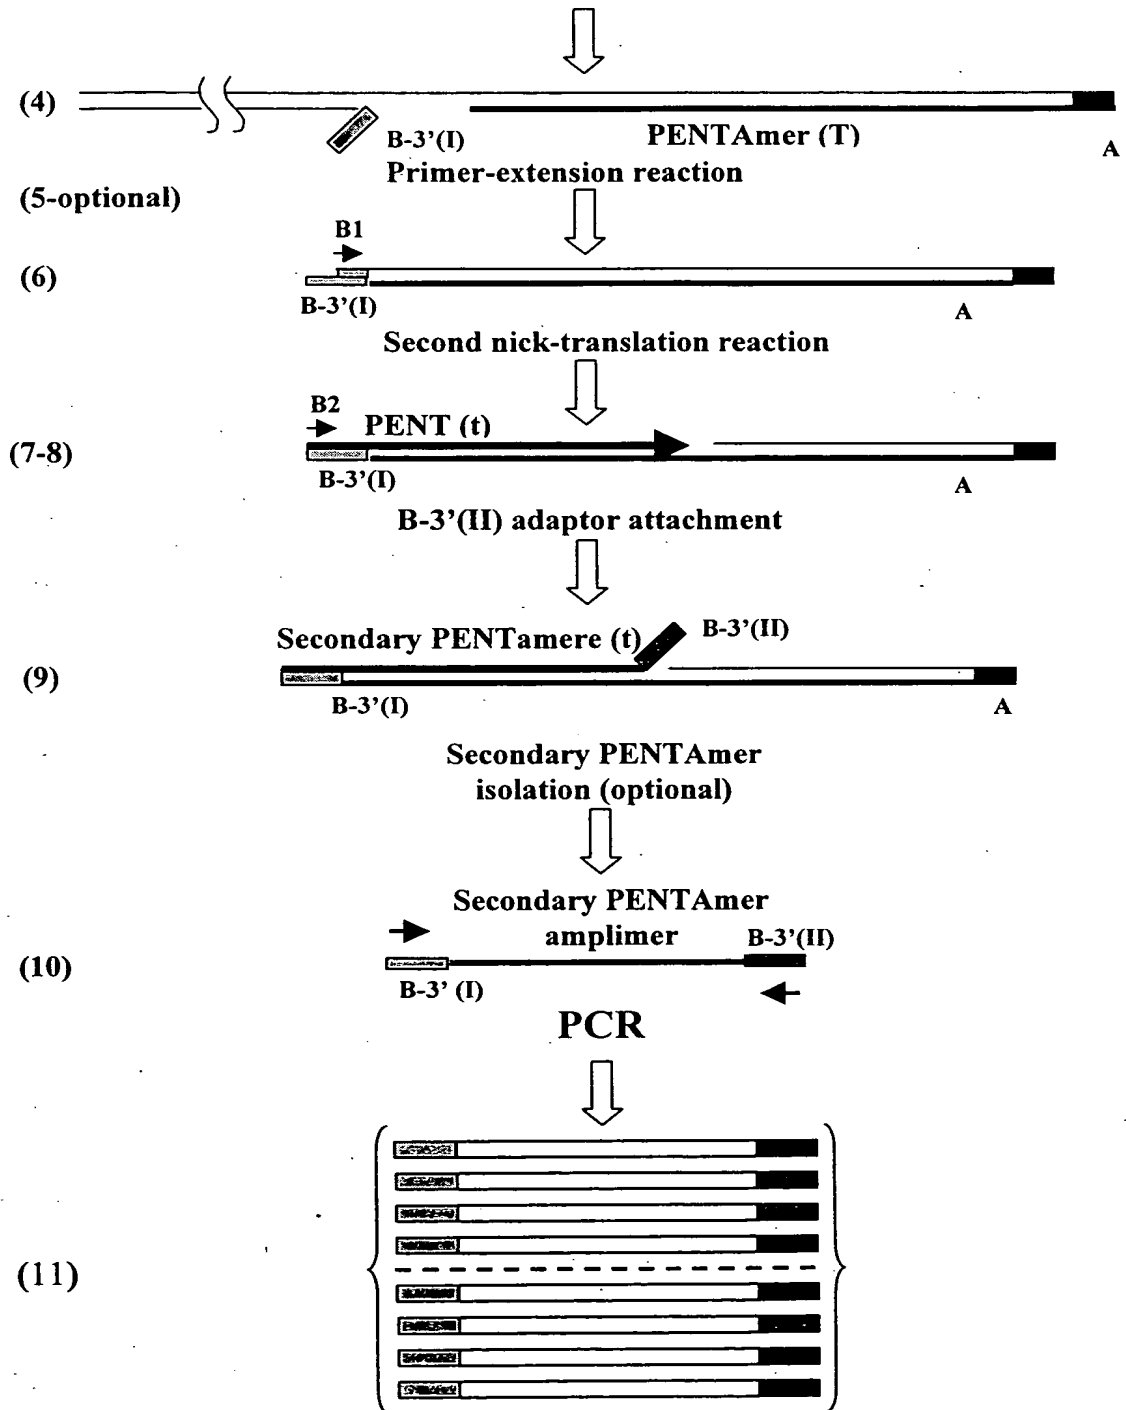 (4)
B-3'(I)
PENTAmer (T)
A
Primer-extension reaction
(5-optional)
B1
(6)
B-3'(I)
A
Second nick-translation reaction
B2
PENT (t)
(7-8)
B-3'(I)
A
B-3'(II) adaptor attachment
Secondary PENTamere (t)
B-3'(II)
(9)
B-3'(I)
A
Secondary PENTAmer
isolation (optional)
Secondary PENTAmer
amplimer
B-3'(II)
(10)
B-3' (I)
PCR
(11)